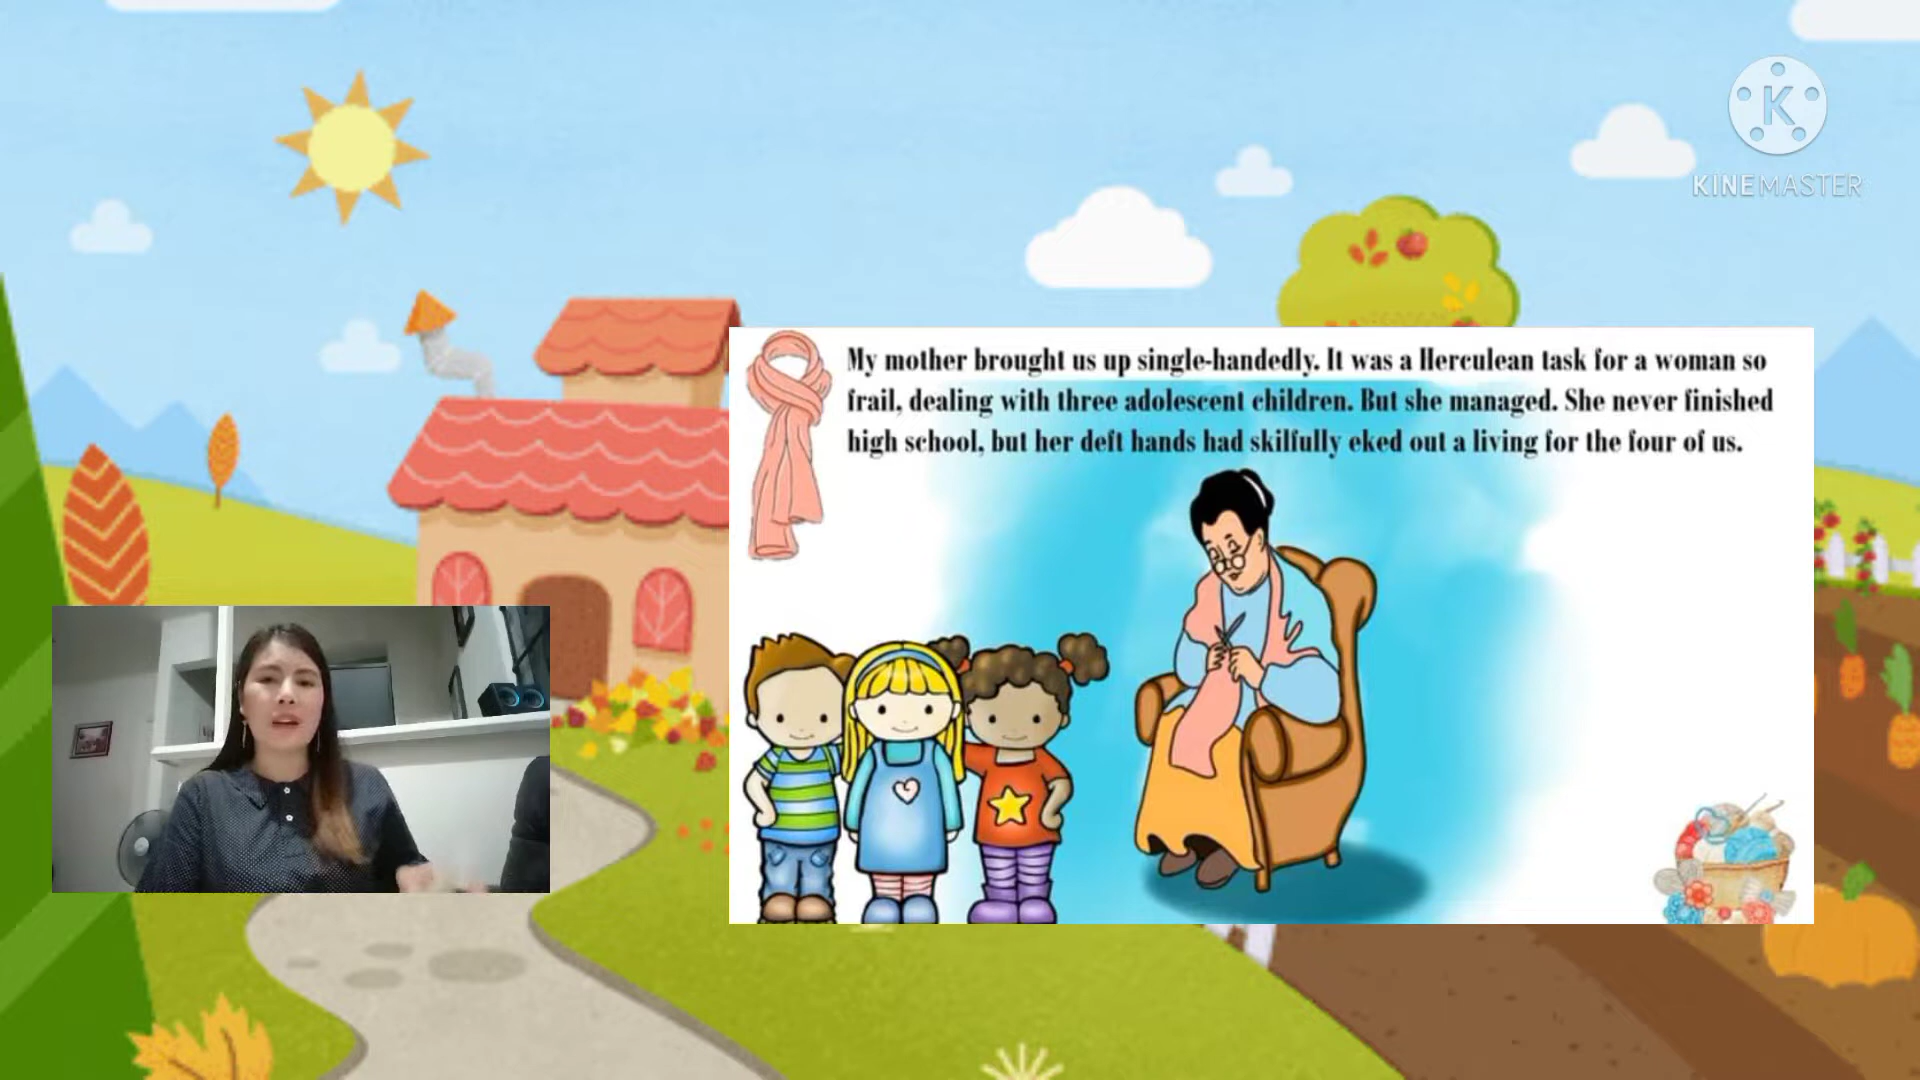 K
KINEMASTER
My mother brought us up single-handedly. It was a Herculean task for a woman so
frail, dealing with three adolescent children. But she managed. She never finished
high school, but her deft hands had skilfully eked out a living for the four of us.